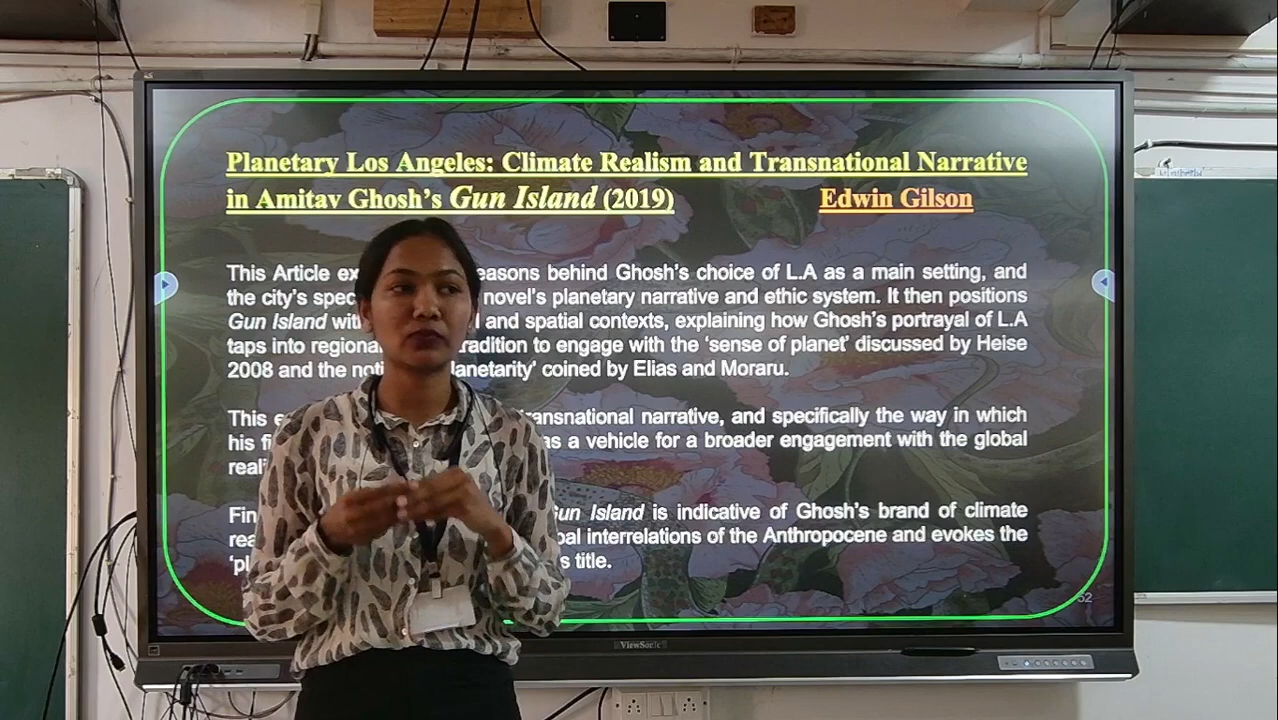 Planetary Los Angeles: Climate Realism and Transnational Narrative
in Amitav Ghosh's Gun Island (2019) Edwin Gilson
This Article ex easons behind Ghosh's choice of L.A as a main setting, and
the city's spec novel's planetary narrative and ethic system. It then positions
Gun Island with l and spatial contexts, explaining how Ghosh's portrayal of L.A
taps into regiona radition to engage with the 'sense of planet' discussed by Heise
2008 and the noti lanetarity' coined by Elias and Moraru.
This e transnational narrative, and specifically the way in which
his fi as a vehicle for a broader engagement with the global
reali
Fin Gun Island is indicative of Ghosh's brand of climate
rea bal interrelations of the Anthropocene and evokes the
'pl s title.
52
ViewSonic